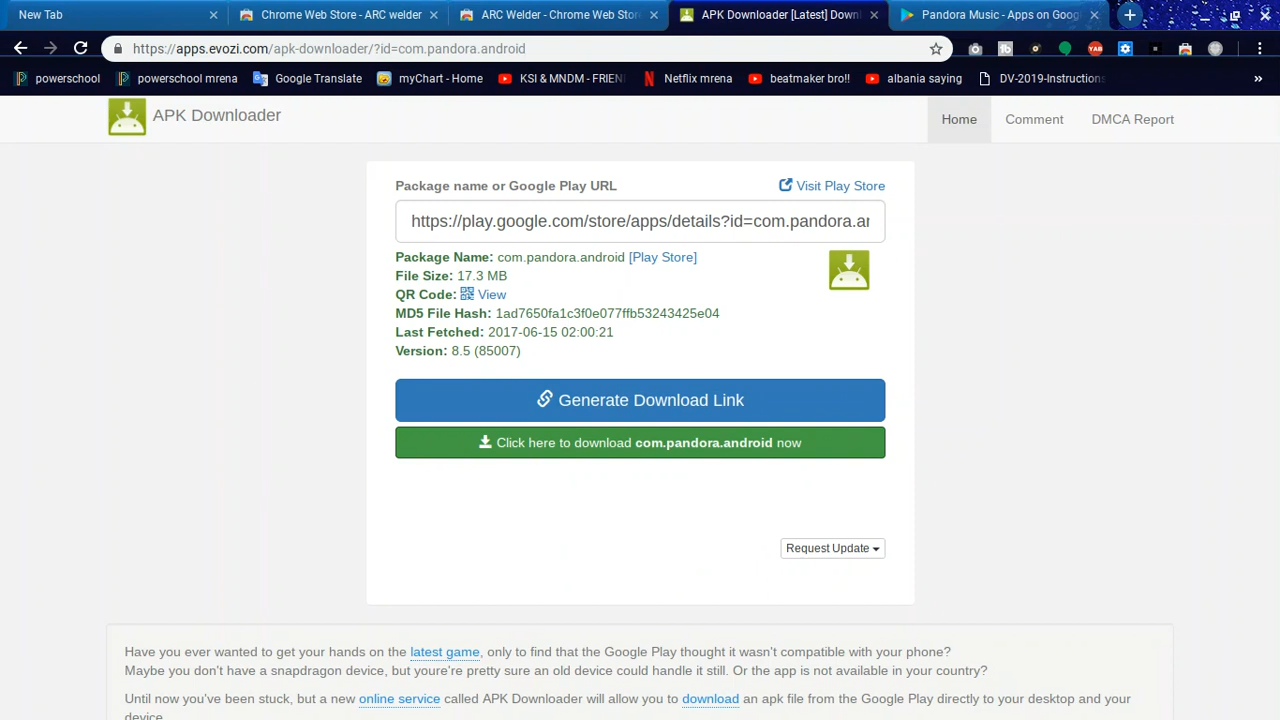 New Tab
Chrome Web Store - ARC welder
ARC Welder - Chrome Web Stor
APK Downloader [Latest] Downl
Pandora Music - Apps on Googl
https://apps.evozi.com/apk-downloader/?id=com.pandora.android
powerschool
powerschool mrena
Google Translate
myChart - Home
KSI & MNDM - FRIEN
Netflix mrena
beatmaker bro!!
albania saying
DV-2019-Instructions
APK Downloader
Home
Comment
DMCA Report
Package name or Google Play URL
Visit Play Store
https://play.google.com/store/apps/details?id=com.pandora.ar
Package Name: com.pandora.android [Play Store]
File Size: 17.3 MB
QR Code: View
MD5 File Hash: 1ad7650fa1c3f0e077ffb53243425e04
Last Fetched: 2017-06-15 02:00:21
Version: 8.5 (85007)
Generate Download Link
Click here to download com.pandora.android now
Request Update
Have you ever wanted to get your hands on the latest game, only to find that the Google Play thought it wasn't compatible with your phone?
Maybe you don't have a snapdragon device, but youre're pretty sure an old device could handle it still. Or the app is not available in your country?
Until now you've been stuck, but a new online service called APK Downloader will allow you to download an apk file from the Google Play directly to your desktop and your
device.